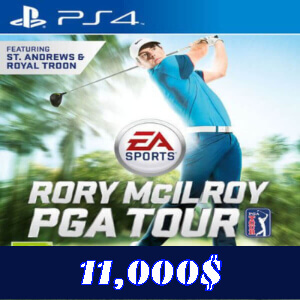 PS4
FEATURING
ST. ANDREWS &
ROYAL TROON
EA
SPORTS
RORY McILROY
PGA TOUR
11,000$